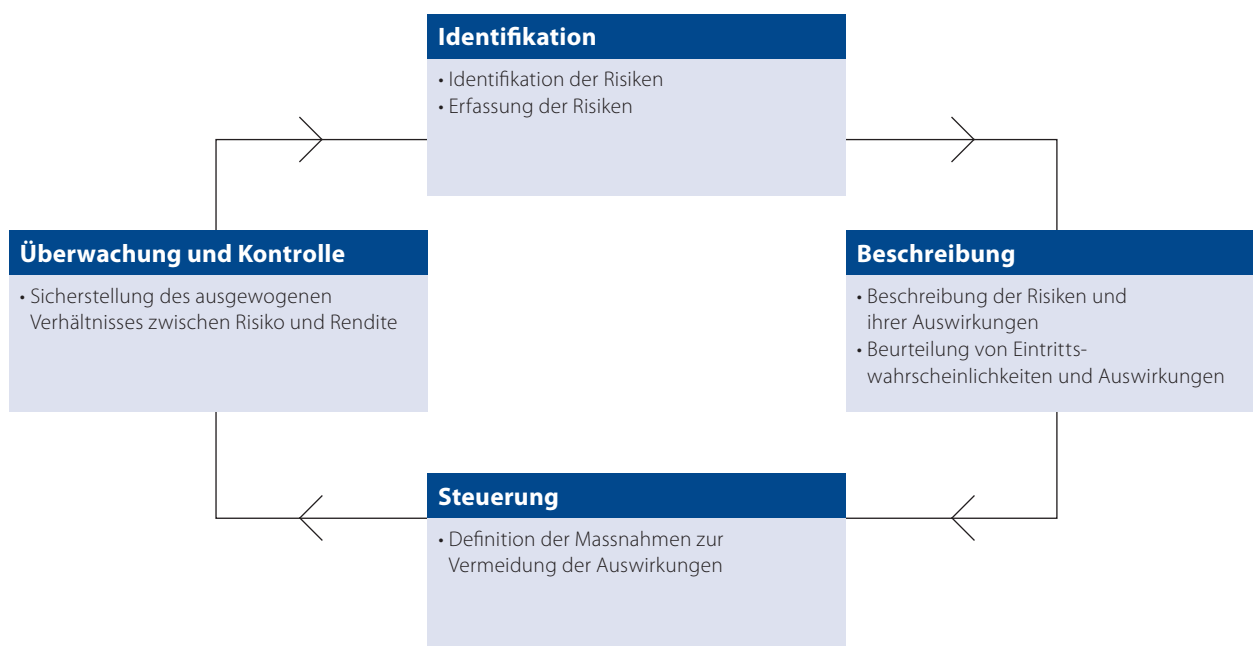 Identifikation
• Identifikation der Risiken
• Erfassung der Risiken
Überwachung und Kontrolle
• Sicherstellung des ausgewogenen
Verhältnisses zwischen Risiko und Rendite
Beschreibung
• Beschreibung der Risiken und
ihrer Auswirkungen
• Beurteilung von Eintritts-
wahrscheinlichkeiten und Auswirkungen
Steuerung
• Definition der Massnahmen zur
Vermeidung der Auswirkungen